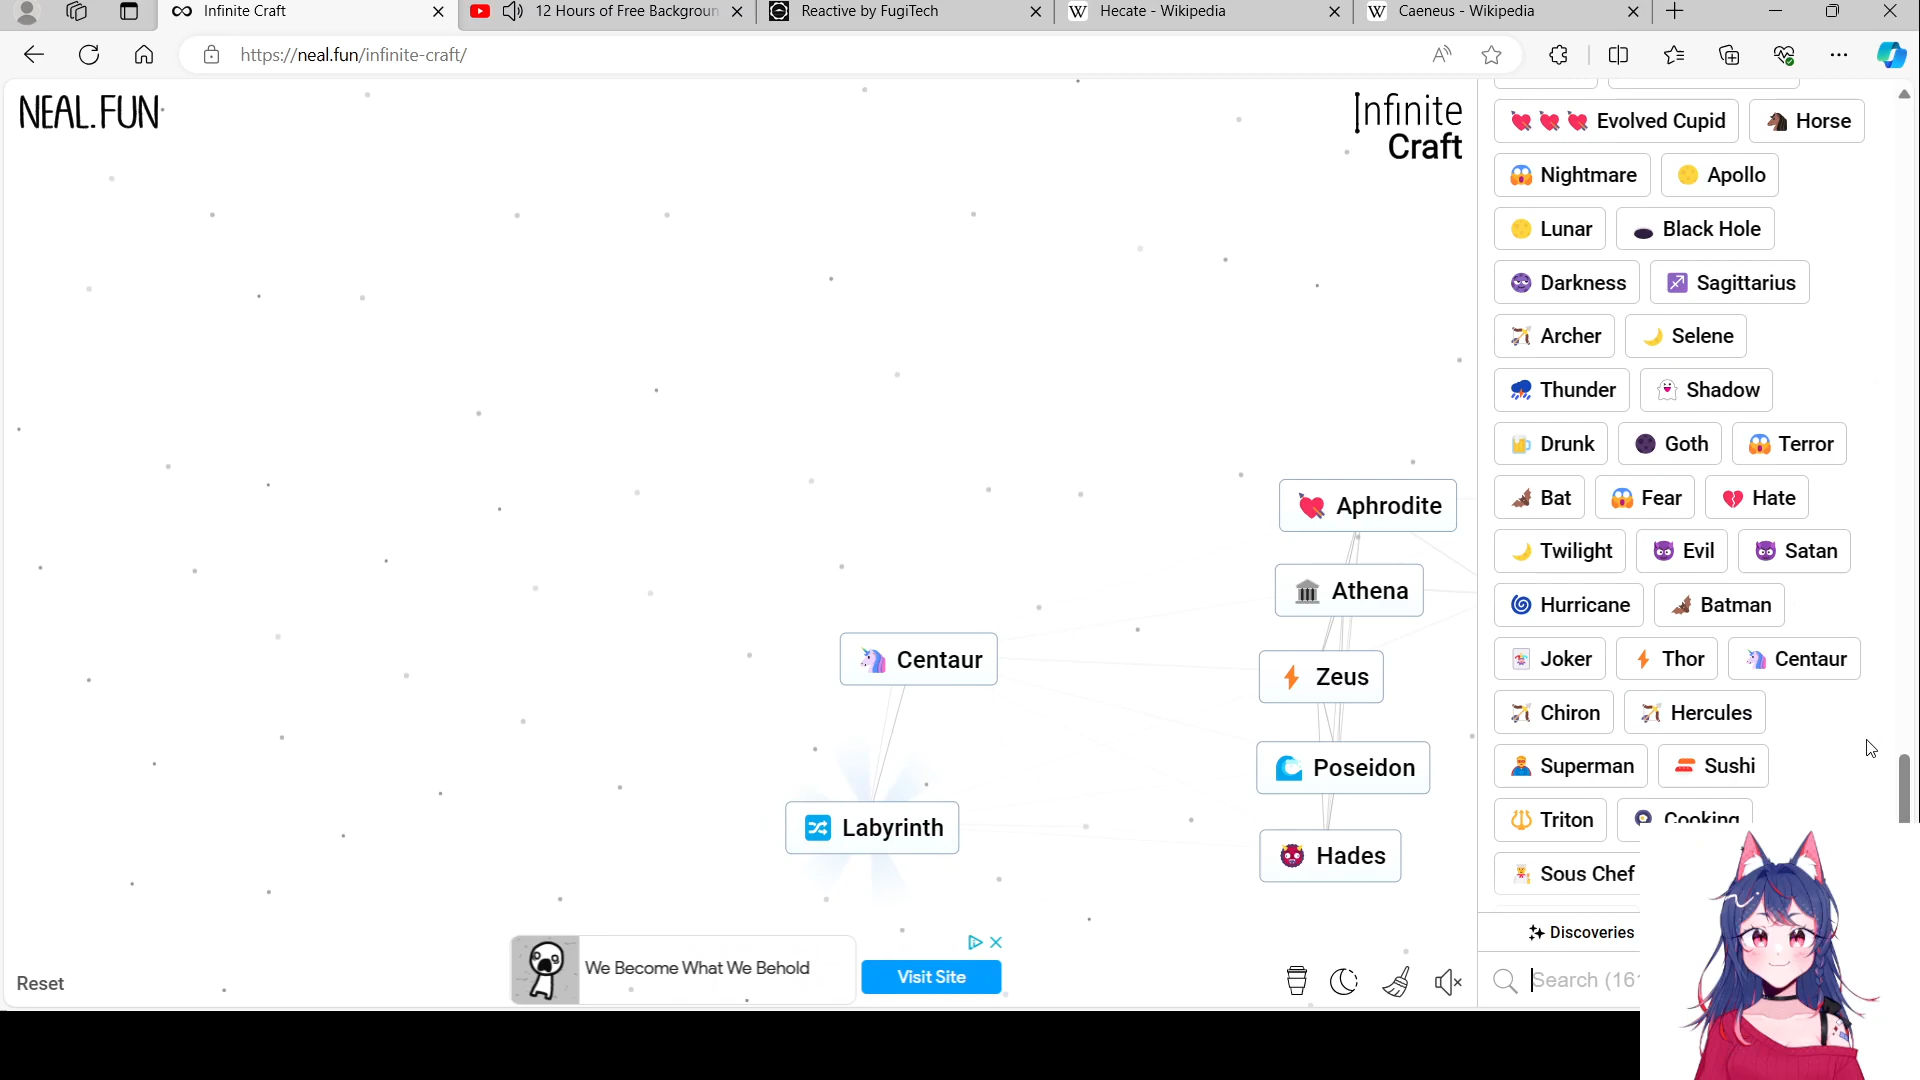 Infinite Craft
12 Hours of Free Backgroun
Reactive by FugiTech
Hecate - Wikipedia
Caeneus - Wikipedia
https://neal.fun/infinite-craft/
NEAL.FUN
Infinite
Craft
Evolved Cupid
Horse
Nightmare
Apollo
Lunar
Black Hole
Darkness
Sagittarius
Archer
Selene
Thunder
Shadow
Drunk
Goth
Terror
Bat
Fear
Hate
Twilight
Evil
Satan
Hurricane
Batman
Joker
Thor
Centaur
Chiron
Hercules
Superman
Sushi
Triton
Cooking
Sous Chef
Discoveries
Search (161
Aphrodite
Athena
Zeus
Poseidon
Hades
Centaur
Labyrinth
We Become What We Behold
Visit Site
Reset